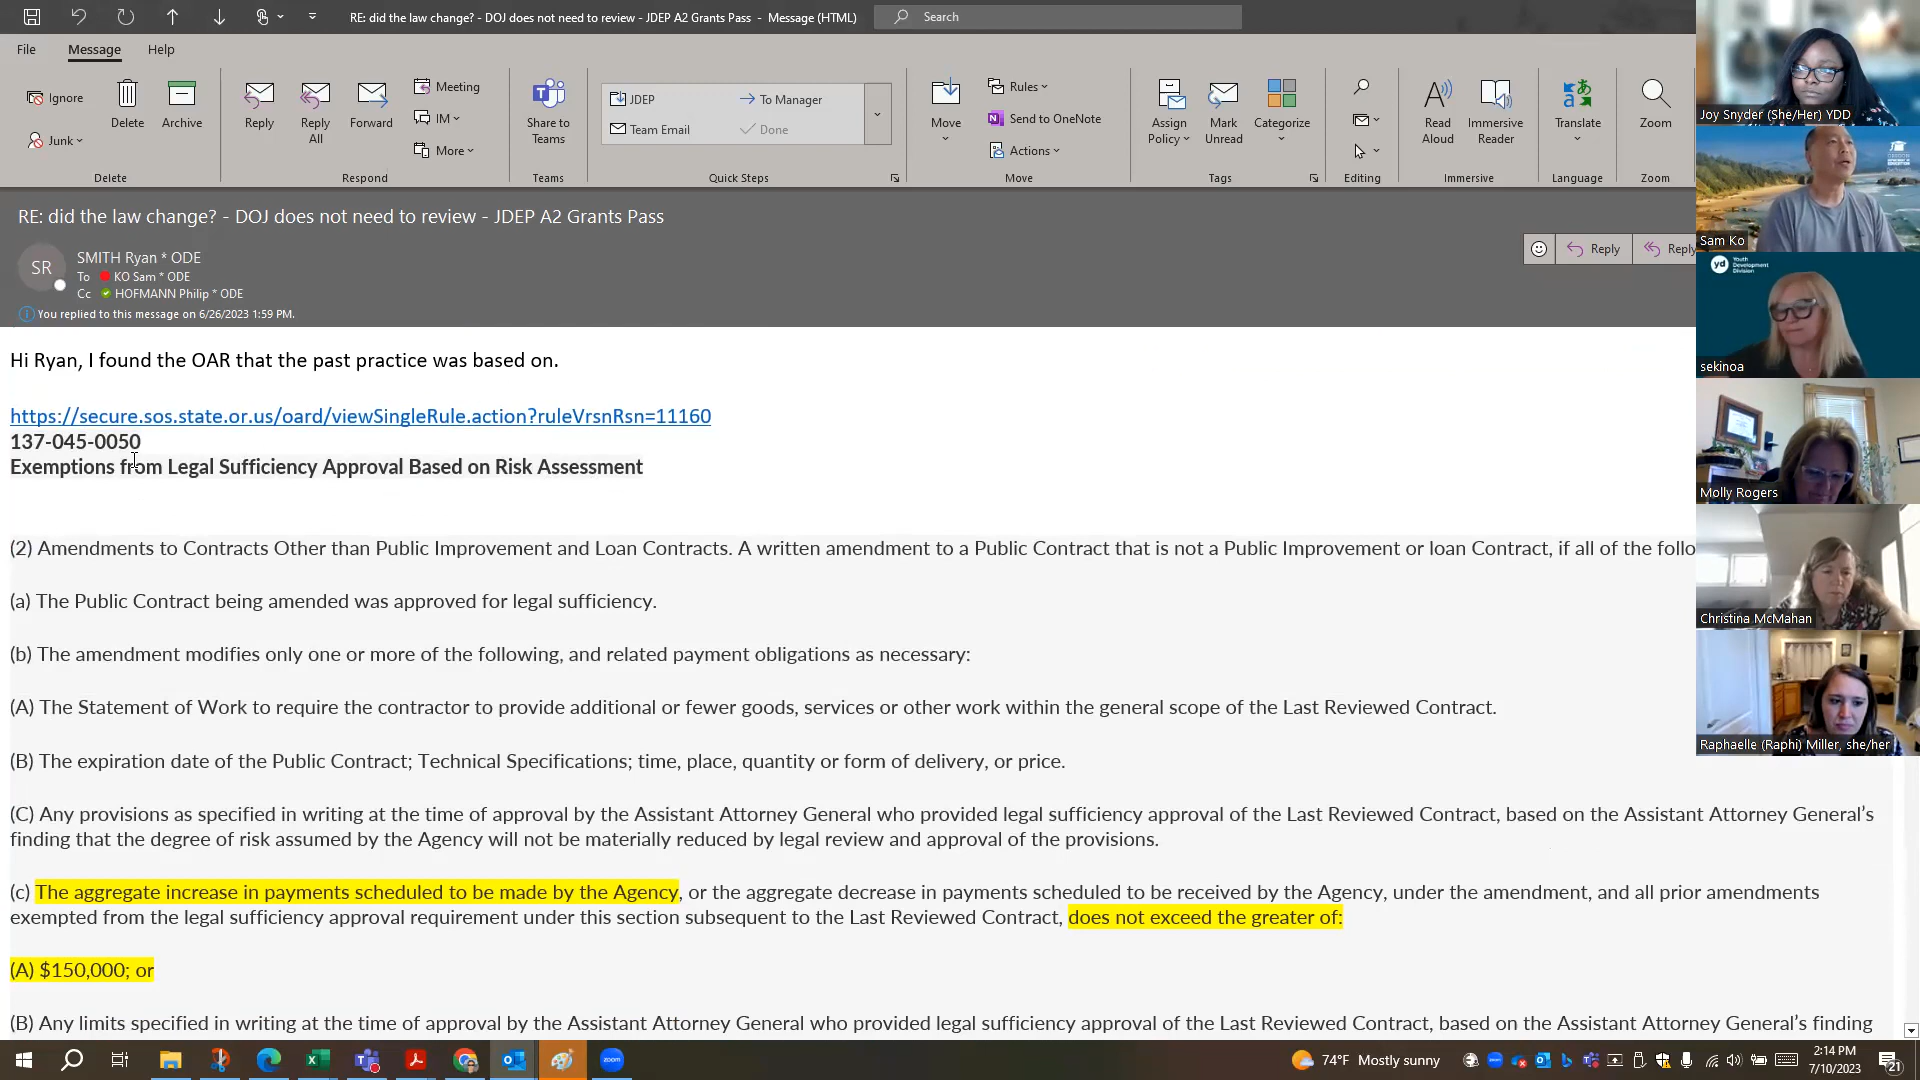 RE: did the law change? - DOJ does not need to review - JDEP A2 Grants Pass - Message (HTML)
Search
File
Message
Help
Ignore
Junk
Delete
Archive
Delete
Reply
Reply All
Forward
Meeting
IM
More
Respond
Share to Teams
Teams
JDEP
To Manager
Team Email
Done
Quick Steps
Move
Rules
Send to OneNote
Actions
Move
Assign Policy
Mark Unread
Categorize
Tags
Editing
Read Aloud
Immersive Reader
Immersive
Translate
Language
Zoom
Zoom
RE: did the law change? - DOJ does not need to review - JDEP A2 Grants Pass
SR
SMITH Ryan * ODE
To KO Sam * ODE
Cc HOFMANN Philip * ODE
You replied to this message on 6/26/2023 1:59 PM.
Reply
Reply
Hi Ryan, I found the OAR that the past practice was based on.
https://secure.sos.state.or.us/oard/viewSingleRule.action?ruleVrsnRsn=11160
137-045-0050
Exemptions from Legal Sufficiency Approval Based on Risk Assessment
(2) Amendments to Contracts Other than Public Improvement and Loan Contracts. A written amendment to a Public Contract that is not a Public Improvement or loan Contract, if all of the follo
(a) The Public Contract being amended was approved for legal sufficiency.
(b) The amendment modifies only one or more of the following, and related payment obligations as necessary:
(A) The Statement of Work to require the contractor to provide additional or fewer goods, services or other work within the general scope of the Last Reviewed Contract.
(B) The expiration date of the Public Contract; Technical Specifications; time, place, quantity or form of delivery, or price.
(C) Any provisions as specified in writing at the time of approval by the Assistant Attorney General who provided legal sufficiency approval of the Last Reviewed Contract, based on the Assistant Attorney General's
finding that the degree of risk assumed by the Agency will not be materially reduced by legal review and approval of the provisions.
(c) The aggregate increase in payments scheduled to be made by the Agency, or the aggregate decrease in payments scheduled to be received by the Agency, under the amendment, and all prior amendments
exempted from the legal sufficiency approval requirement under this section subsequent to the Last Reviewed Contract, does not exceed the greater of:
(A) $150,000; or
(B) Any limits specified in writing at the time of approval by the Assistant Attorney General who provided legal sufficiency approval of the Last Reviewed Contract, based on the Assistant Attorney General's finding
Joy Snyder (She/Her) YDD
Sam Ko
yd Youth Development Division
sekinoa
Molly Rogers
Christina McMahan
Raphaelle (Raphi) Miller, she/her
zoom
74°F Mostly sunny
2:14 PM
7/10/2023
21